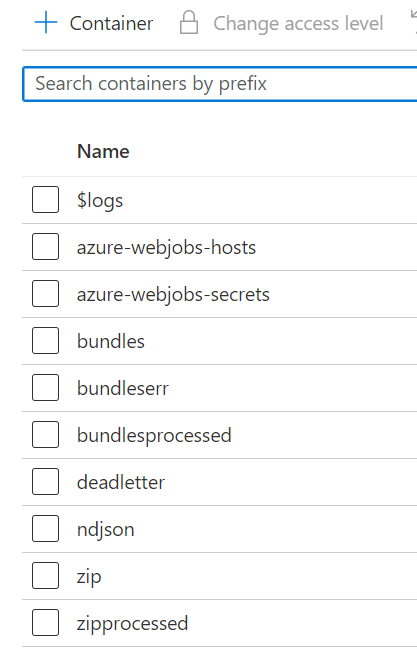 Container Change access level
Search containers by prefix
Name
$logs
azure-webjobs-hosts
azure-webjobs-secrets
bundles
bundleserr
bundlesprocessed
deadletter
ndjson
zip
zipprocessed